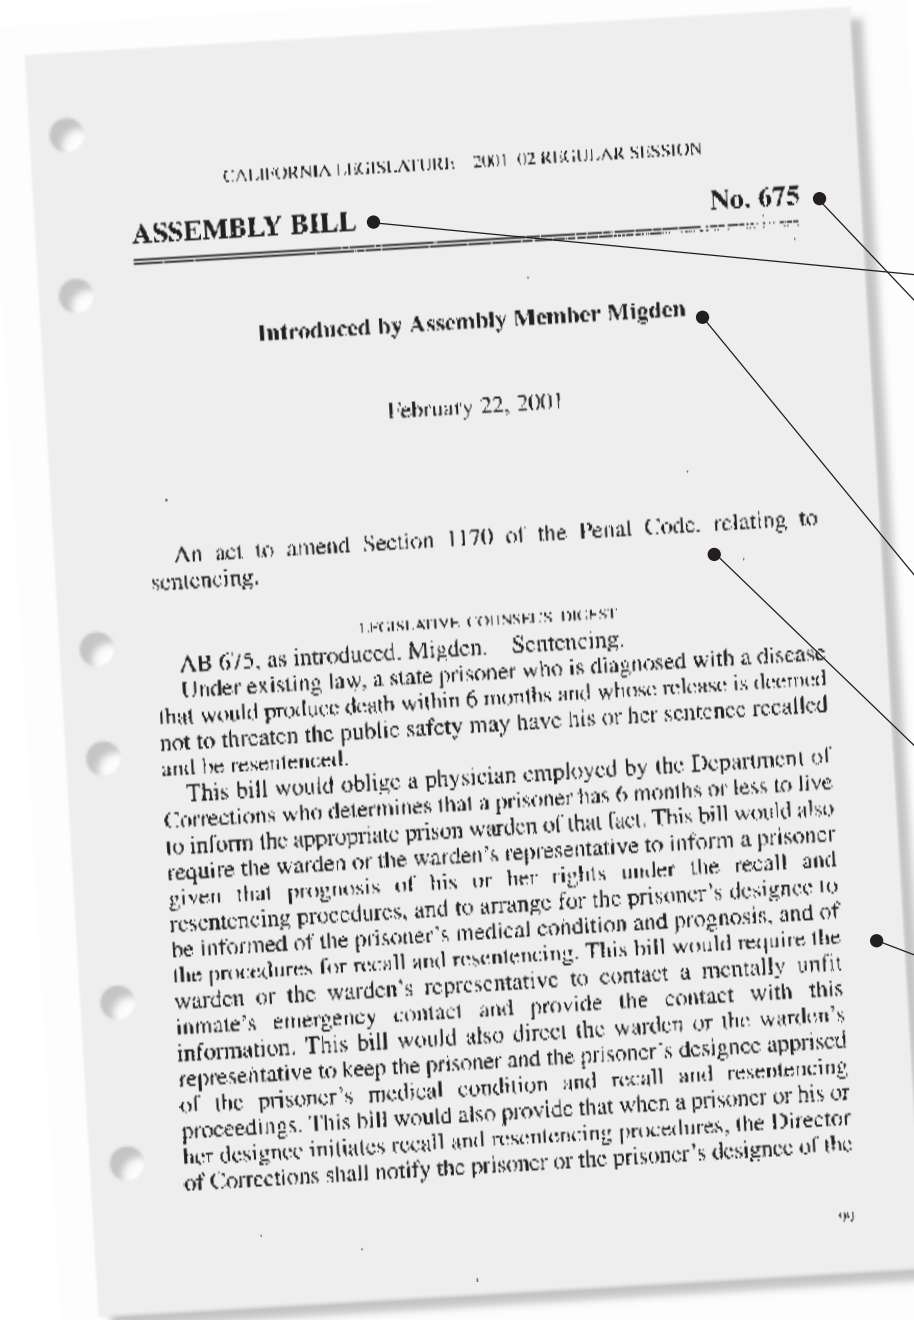 CALIFORNIA LEGISLATURE 2001 02 REGULAR SESSION
ASSEMBLY BILL No. 675
Introduced by Assembly Member Migden
February 22, 2001
An act to amend Section 1170 of the Penal Code, relating to
sentencing.
LEGISLATIVE COUNSEL'S DIGEST
AB 675, as introduced. Migden. Sentencing.
Under existing law, a state prisoner who is diagnosed with a disease
that would produce death within 6 months and whose release is deemed
not to threaten the public safety may have his or her sentence recalled
and be resentenced.
This bill would oblige a physician employed by the Department of
Corrections who determines that a prisoner has 6 months or less to live
to inform the appropriate prison warden of that fact. This bill would also
require the warden or the warden's representative to inform a prisoner
given that prognosis of his or her rights under the recall and
resentencing procedures, and to arrange for the prisoner's designee to
be informed of the prisoner's medical condition and prognosis, and of
the procedures for recall and resentencing. This bill would require the
warden or the warden's representative to contact a mentally unfit
inmate's emergency contact and provide the contact with this
information. This bill would also direct the warden or the warden's
representative to keep the prisoner and the prisoner's designee apprised
of the prisoner's medical condition and recall and resentencing
proceedings. This bill would also provide that when a prisoner or his or
her designee initiates recall and resentencing procedures, the Director
of Corrections shall notify the prisoner or the prisoner's designee of the
99